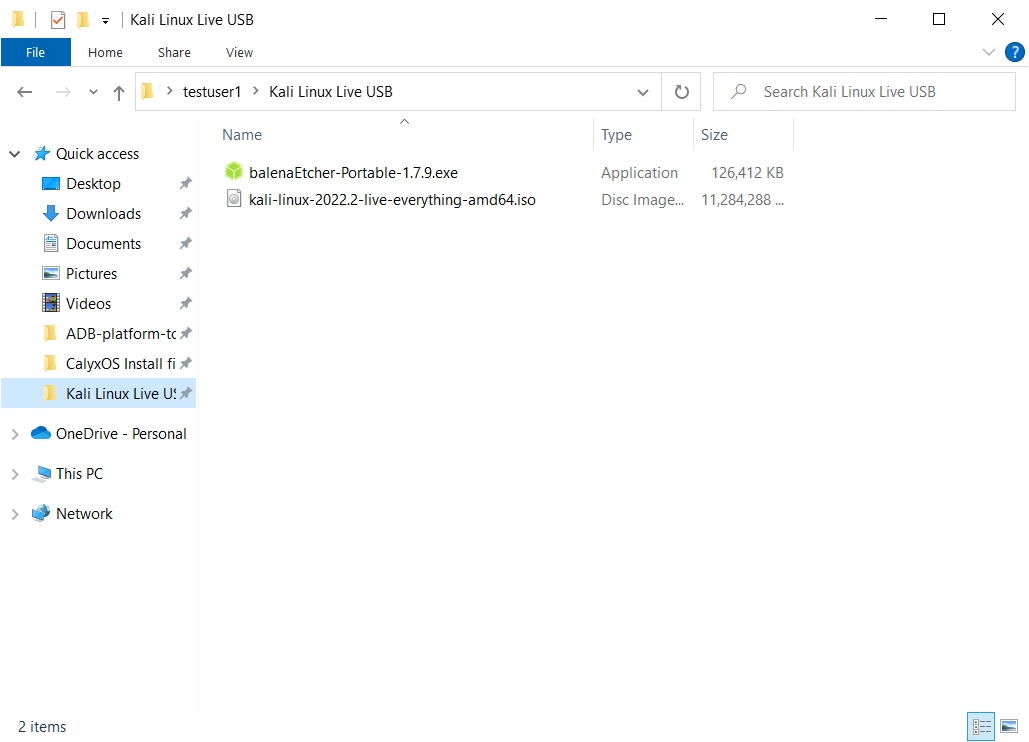 Kali Linux Live USB
File Home Share View
?
testuser1 Kali Linux Live USB
Search Kali Linux Live USB
Name Type Size
balenaEtcher-Portable-1.7.9.exe Application 126,412 KB
kali-linux-2022.2-live-everything-amd64.iso Disc Image... 11,284,288 ...
Quick access
Desktop
Downloads
Documents
Pictures
Videos
ADB-platform-tc
CalyxOS Install fi
Kali Linux Live US
OneDrive - Personal
This PC
Network
2 items